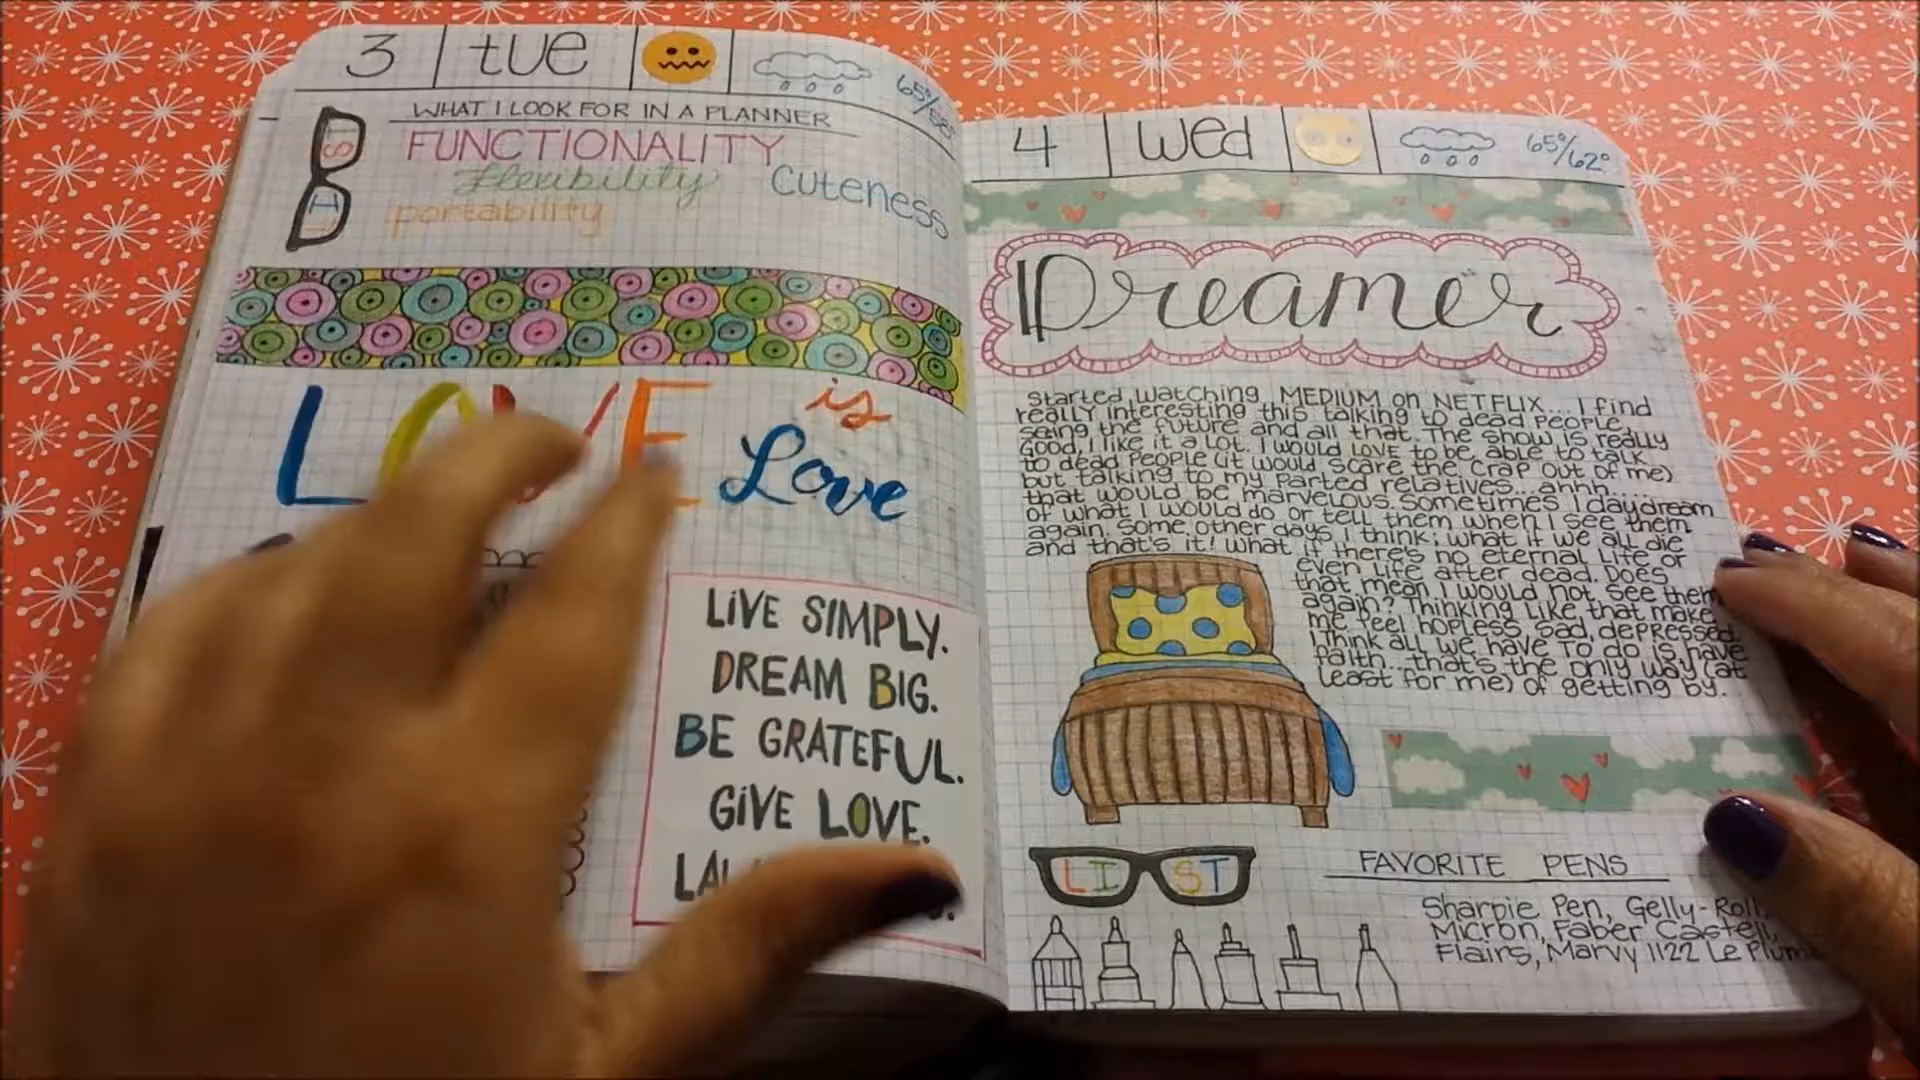 3 tue 65°/58°
WHAT I LOOK FOR IN A PLANNER
LIST
FUNCTIONALITY
flexibility
Cuteness
portability
LOVE is
Love
LiVE SIMPLY.
DREAM BIG.
BE GRATEFUL.
GiVE LOVE.
4 wed 65°/62°
Dreamer
Started watching MEDIUM on NETFLIX... I find
really interesting this talking to dead people,
seing the future and all that. The show is really
Good, I like it a lot. I would LOVE to be able to talk
to dead people (it would scare the crap out of me)
but talking to my parted relatives... ahhh...
that would be marvelous. Sometimes I daydream
of what I would do or tell them when I see them
again. Some other days I think; what if we all die
and that's it! What if there's no eternal life or
even life after dead. Does
that mean I would not see them
again? Thinking like that make
me feel hopless, sad, depressed.
I think all we have to do is have
faith...that's the only way (at
least for me) of getting by.
LIST
FAVORITE PENS
Sharpie Pen, Gelly-Roll,
Micron, Faber Castell,
Flairs, Marvy 1122 Le Plum